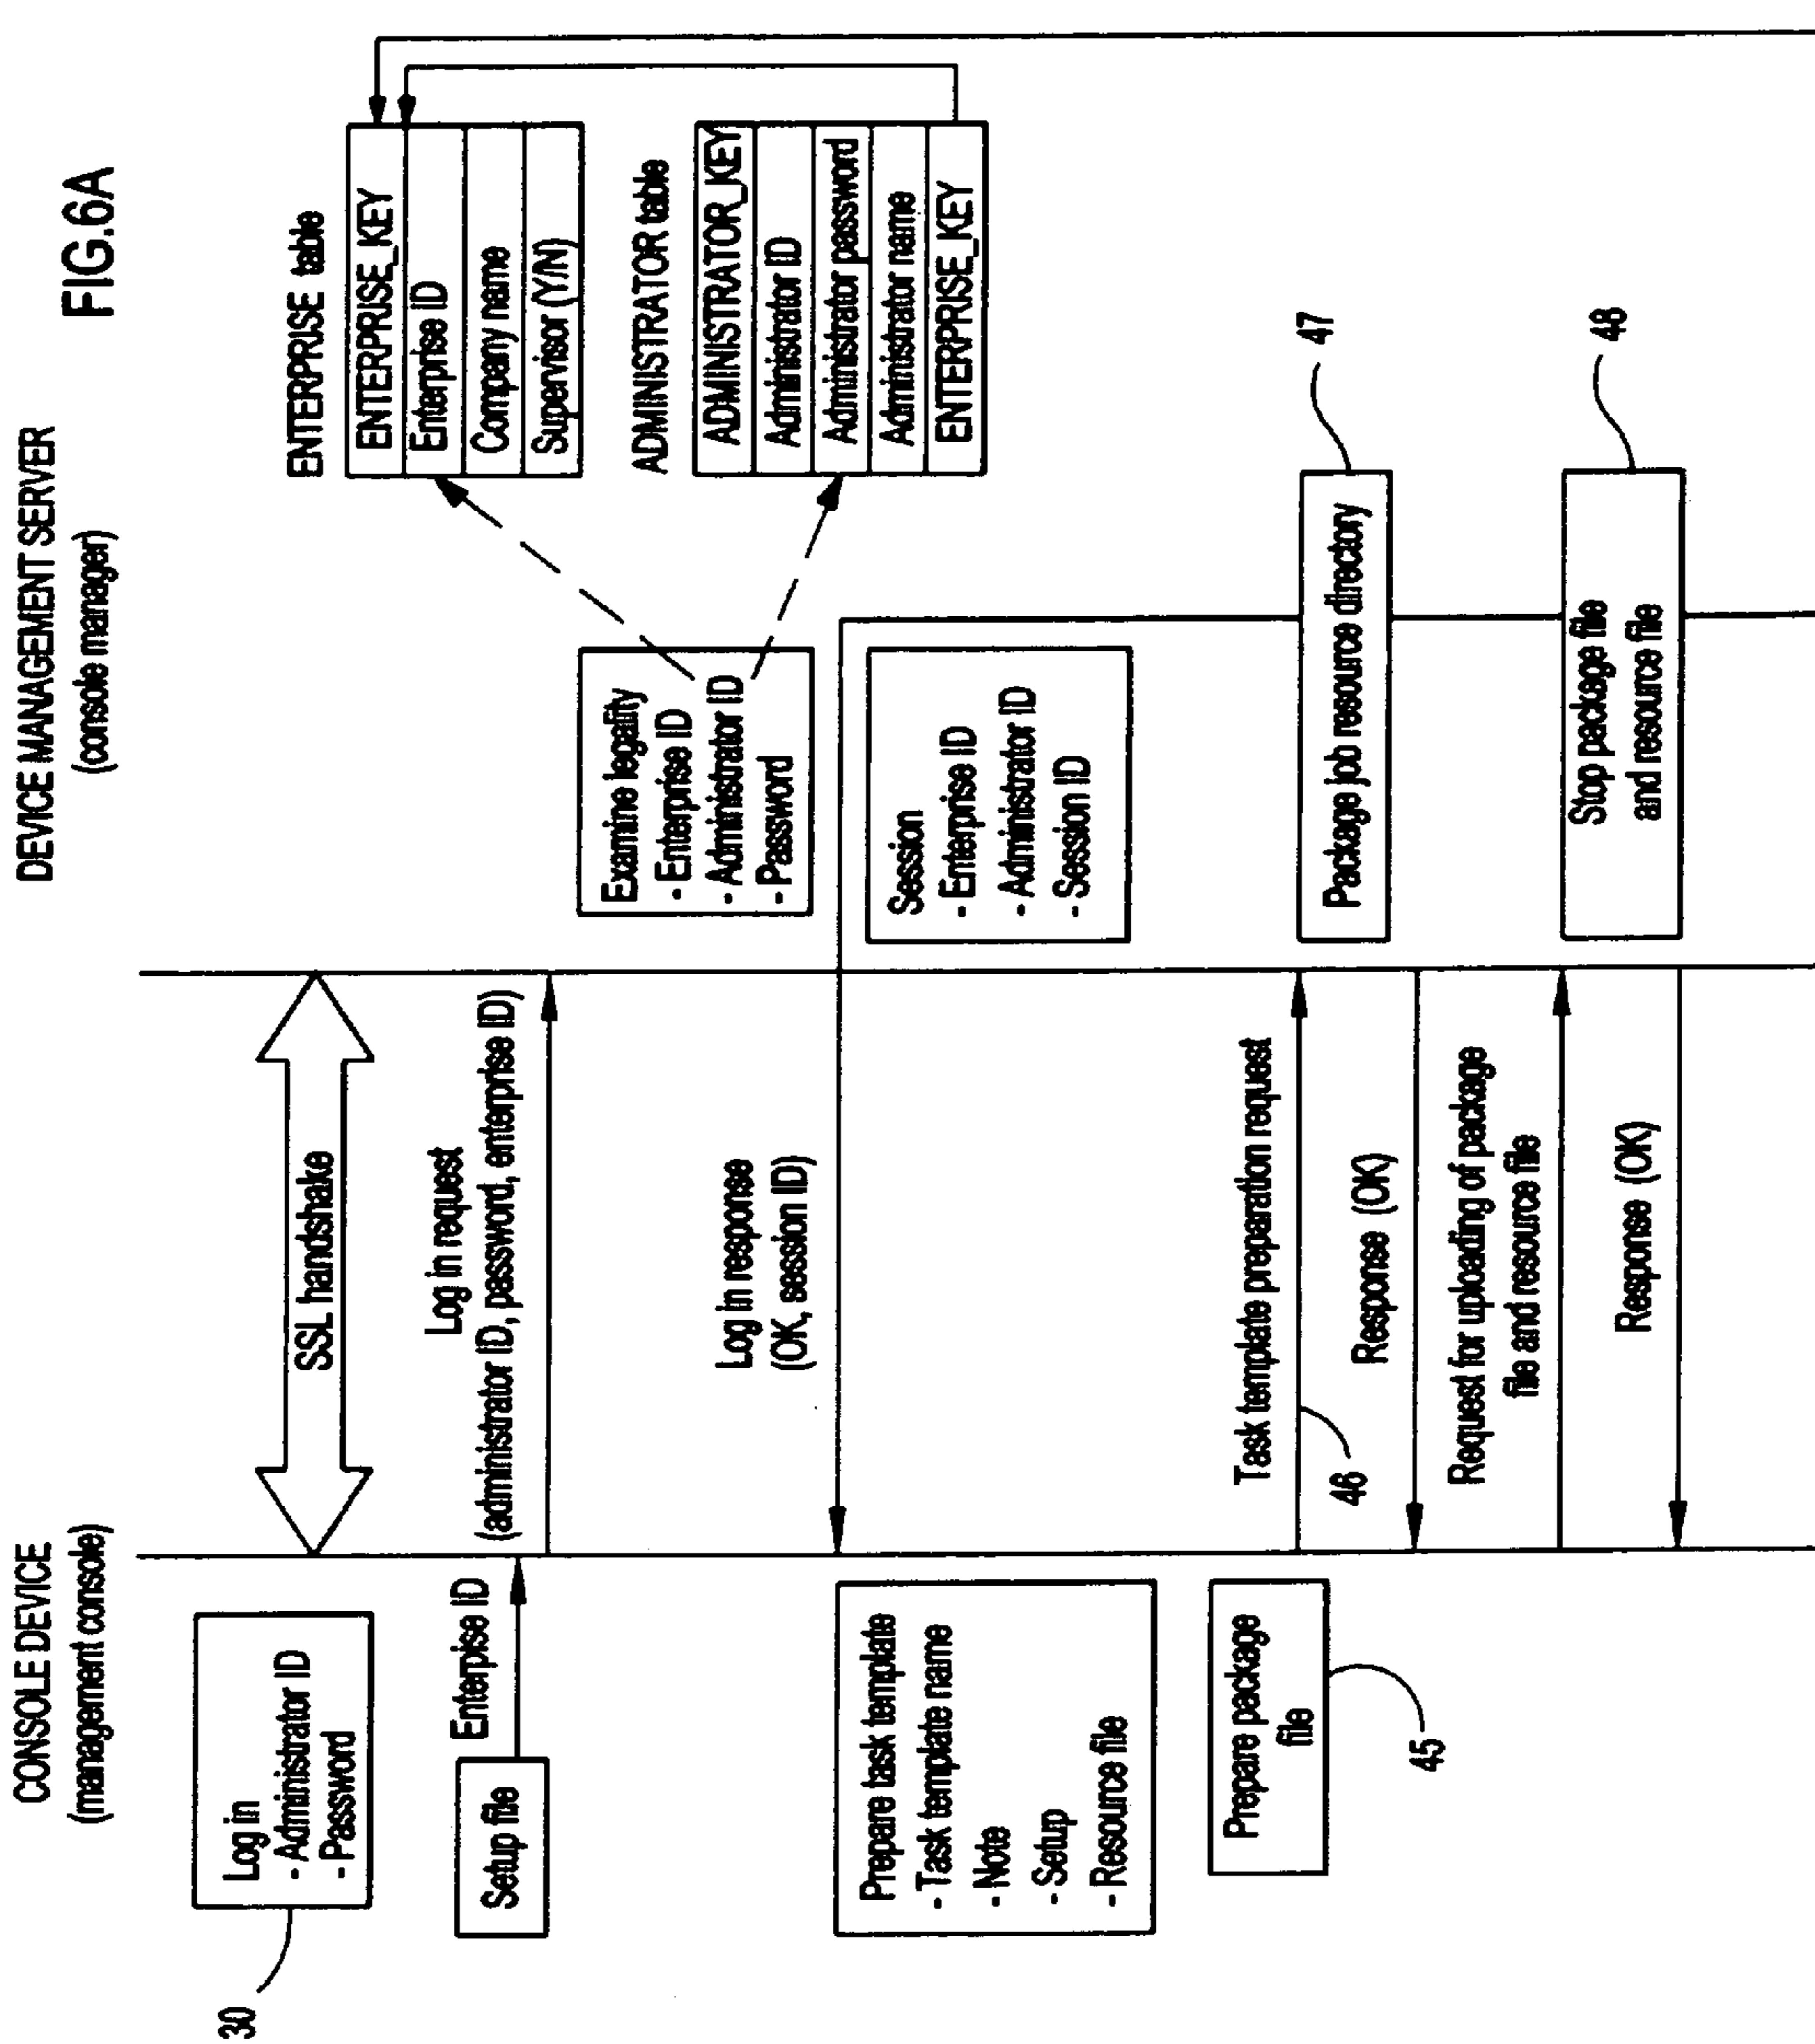 FIG.6A
CONSOLE DEVICE
(management console)
DEVICE MANAGEMENT SERVER
(console manager)
30
Log in
- Administrator ID
- Password
SSL handshake
ENTERPRISE table
ENTERPRISE_KEY
Enterprise ID
Company name
Supervisor (Y/N)
Setup file
Enterpise ID
Log in request
(administrator ID, password, enterprise ID)
Examine legality
- Enterprise ID
- Administrator ID
- Password
ADMINISTRATOR table
ADMINISTRATOR_KEY
Administrator ID
Administrator password
Administrator name
ENTERPRISE_KEY
Log in response
(OK, session ID)
Session
- Enterprise ID
- Administrator ID
- Session ID
Prepare task template
- Task template name
- Note
- Setup
- Resource file
Prepare package
file
45
Task template preparation request
46
Package job resource directory
47
Response (OK)
Request for uploading of package
file and resource file
Stop package file
and resource file
48
Response (OK)